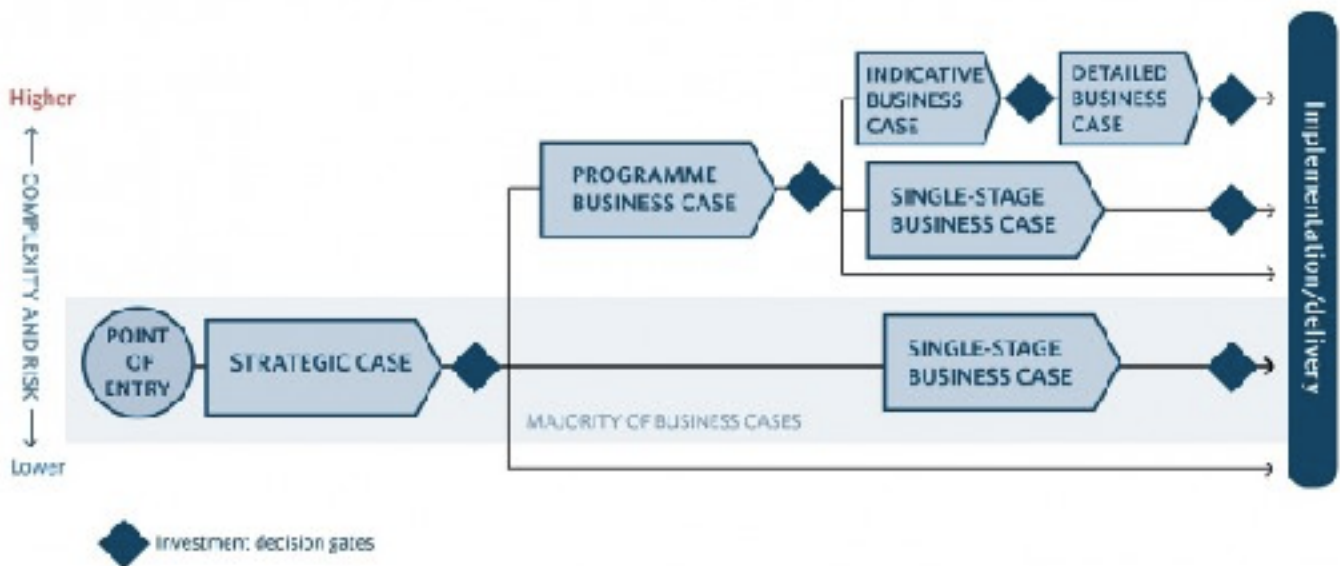 Higher
COMPLEXITY AND RISK
Lower
POINT
OF
ENTRY
STRATEGIC CASE
PROGRAMME
BUSINESS CASE
INDICATIVE
BUSINESS
CASE
DETAILED
BUSINESS
CASE
SINGLE-STAGE
BUSINESS CASE
SINGLE-STAGE
BUSINESS CASE
MAJORITY OF BUSINESS CASES
Implementation/delivery
Investment decision gates